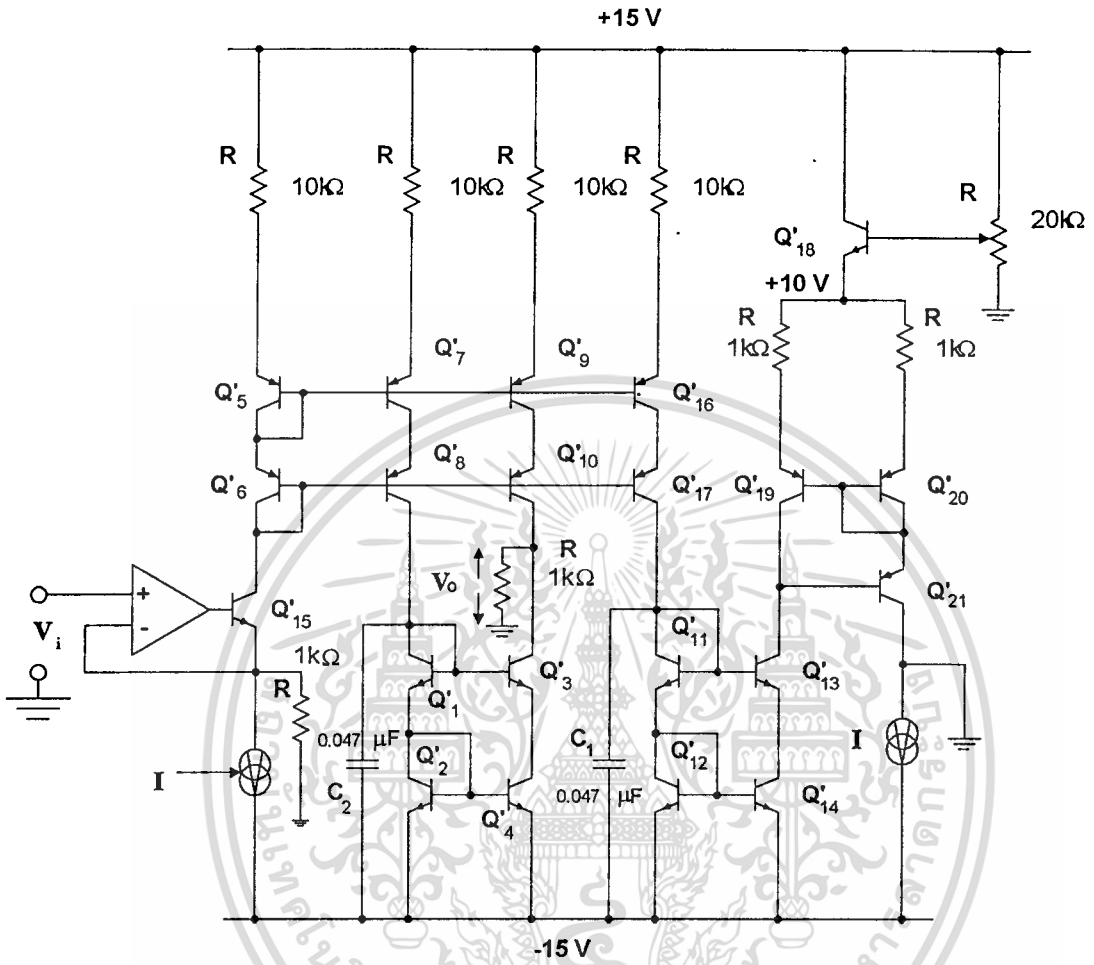 +15 V
R 10kΩ
R 10kΩ
R 10kΩ
R 10kΩ
R 20kΩ
Q'18
+10 V
R 1kΩ
R 1kΩ
Q'5
Q'7
Q'9
Q'16
Q'6
Q'8
Q'10
Q'17
Q'19
Q'20
Vo
R 1kΩ
Q'21
+
-
Vi
Q'15
1kΩ
R
Q'1
Q'3
Q'11
Q'13
I
0.047 µF
C2
Q'2
Q'4
C1
0.047 µF
Q'12
Q'14
I
-15 V